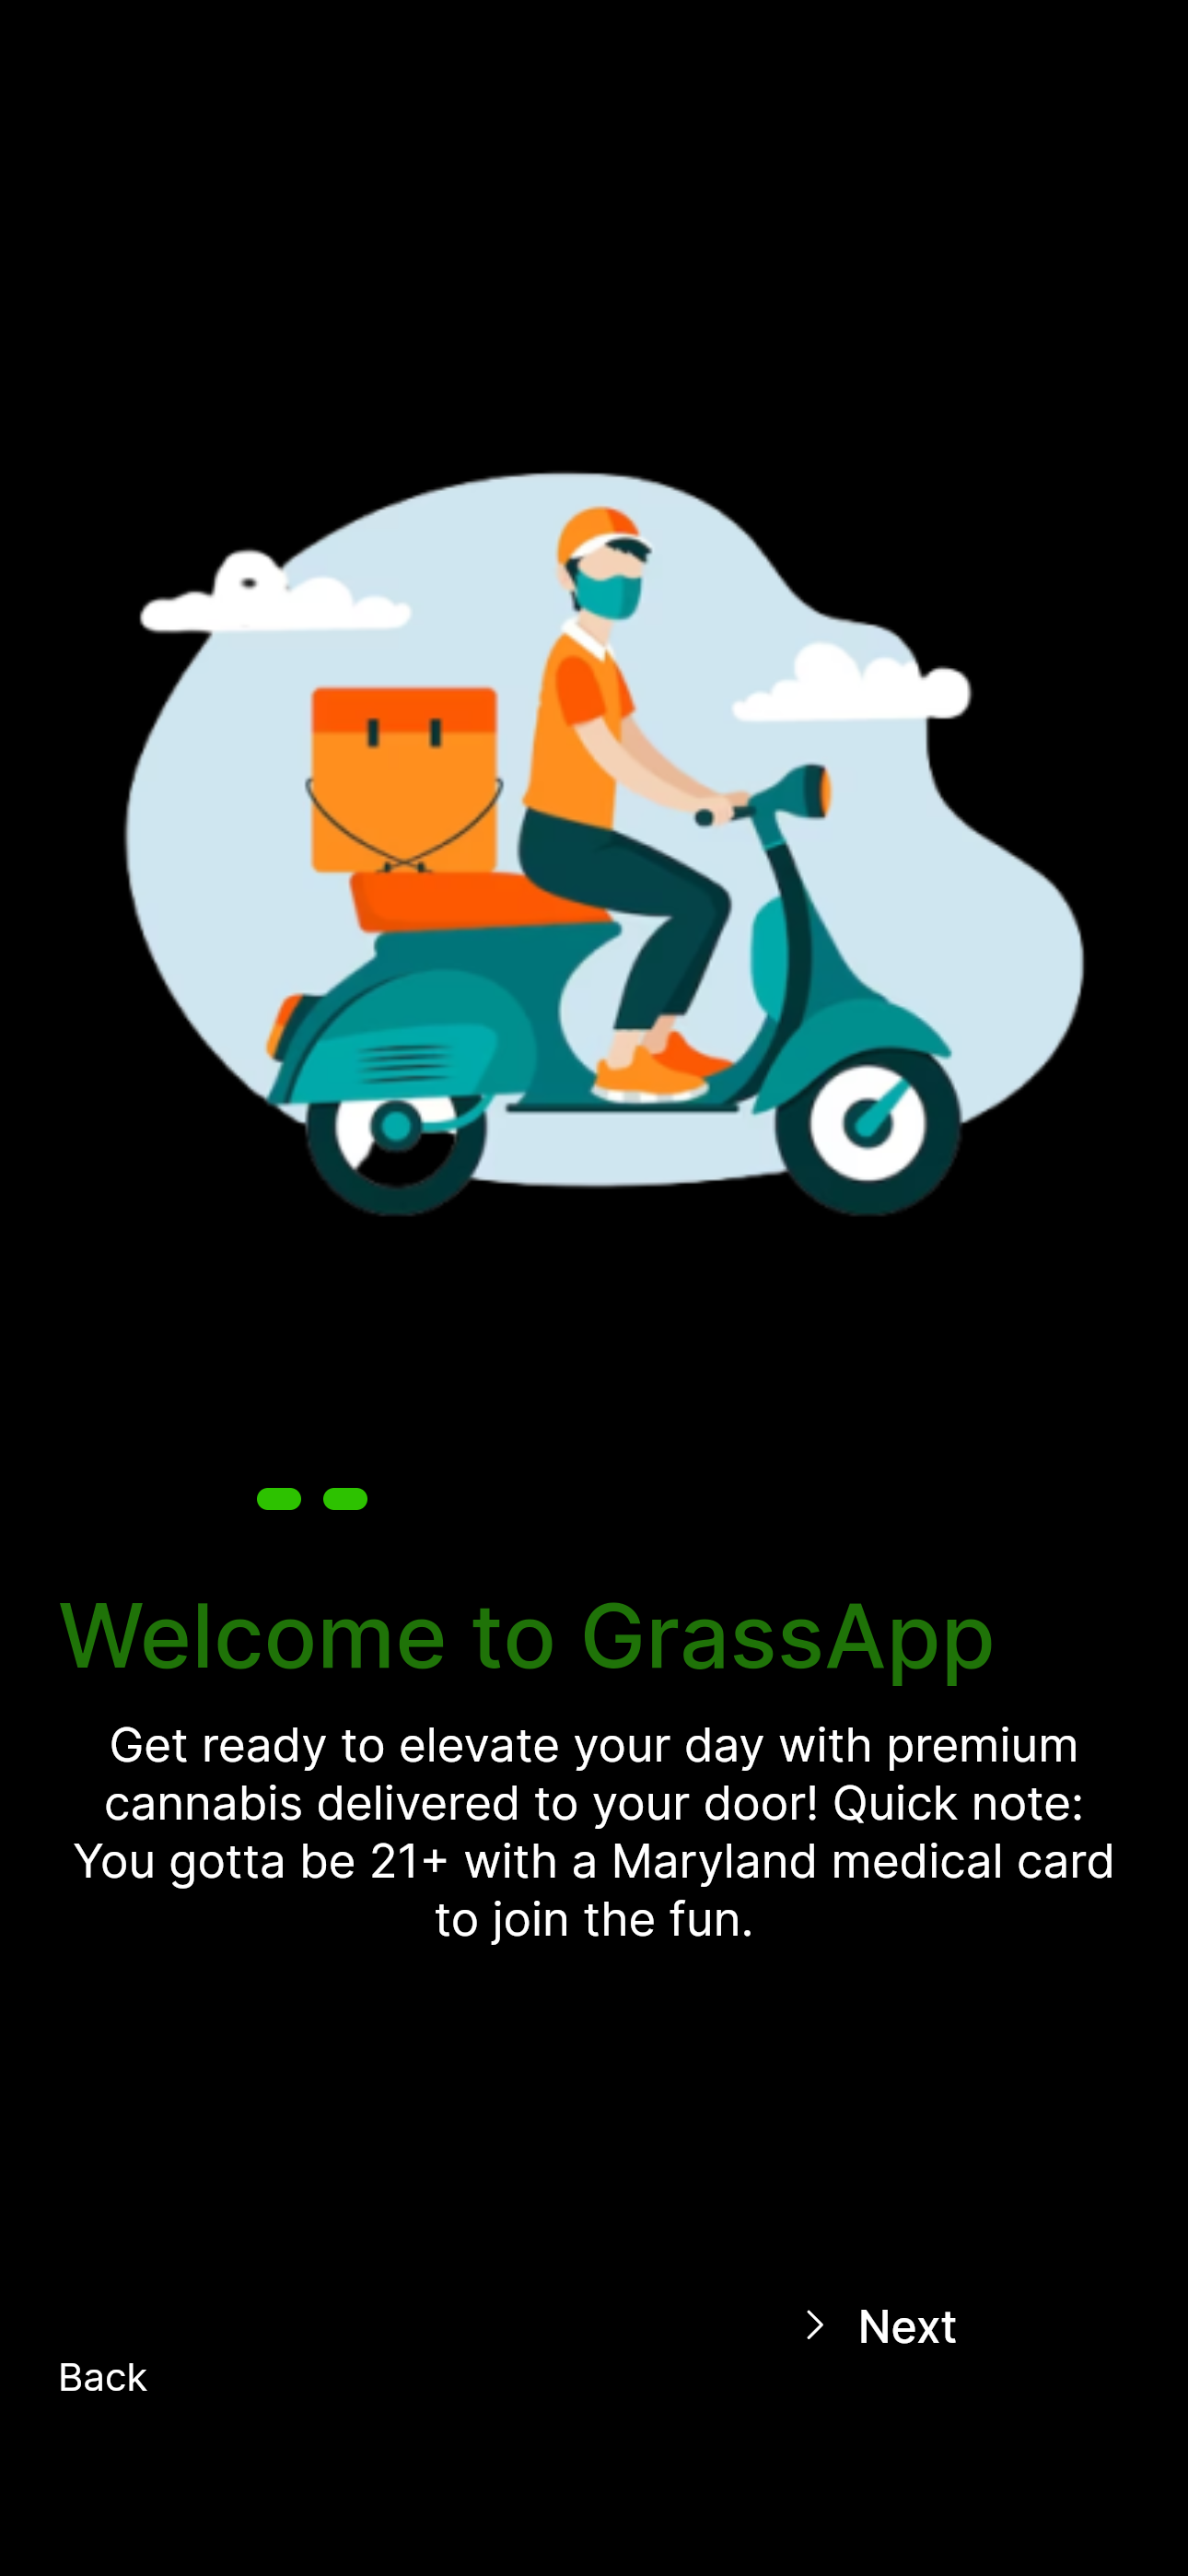 Welcome to GrassApp
Get ready to elevate your day with premium
cannabis delivered to your door! Quick note:
You gotta be 21+ with a Maryland medical card
to join the fun.
Next
Back